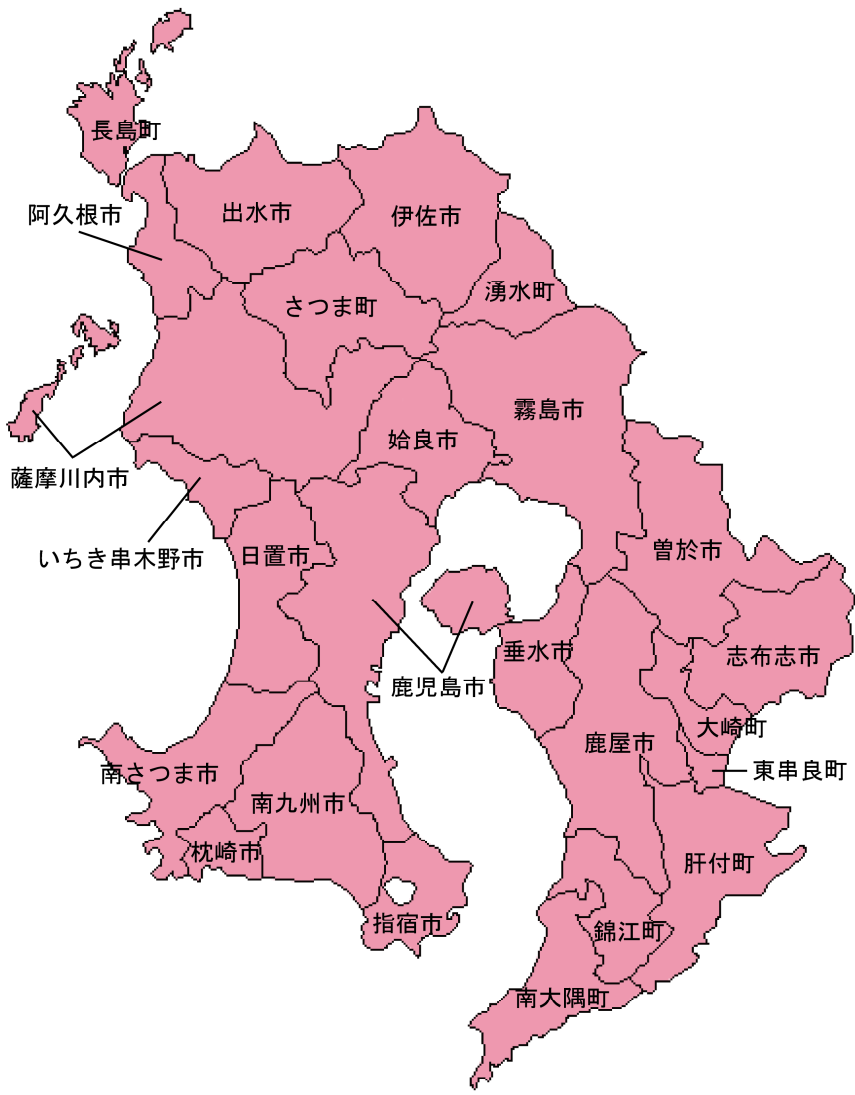 長島町
阿久根市
出水市
伊佐市
湧水町
さつま町
霧島市
姶良市
薩摩川内市
いちき串木野市
日置市
曽於市
垂水市
志布志市
鹿児島市
大崎町
鹿屋市
東串良町
南さつま市
南九州市
枕崎市
肝付町
指宿市
錦江町
南大隅町